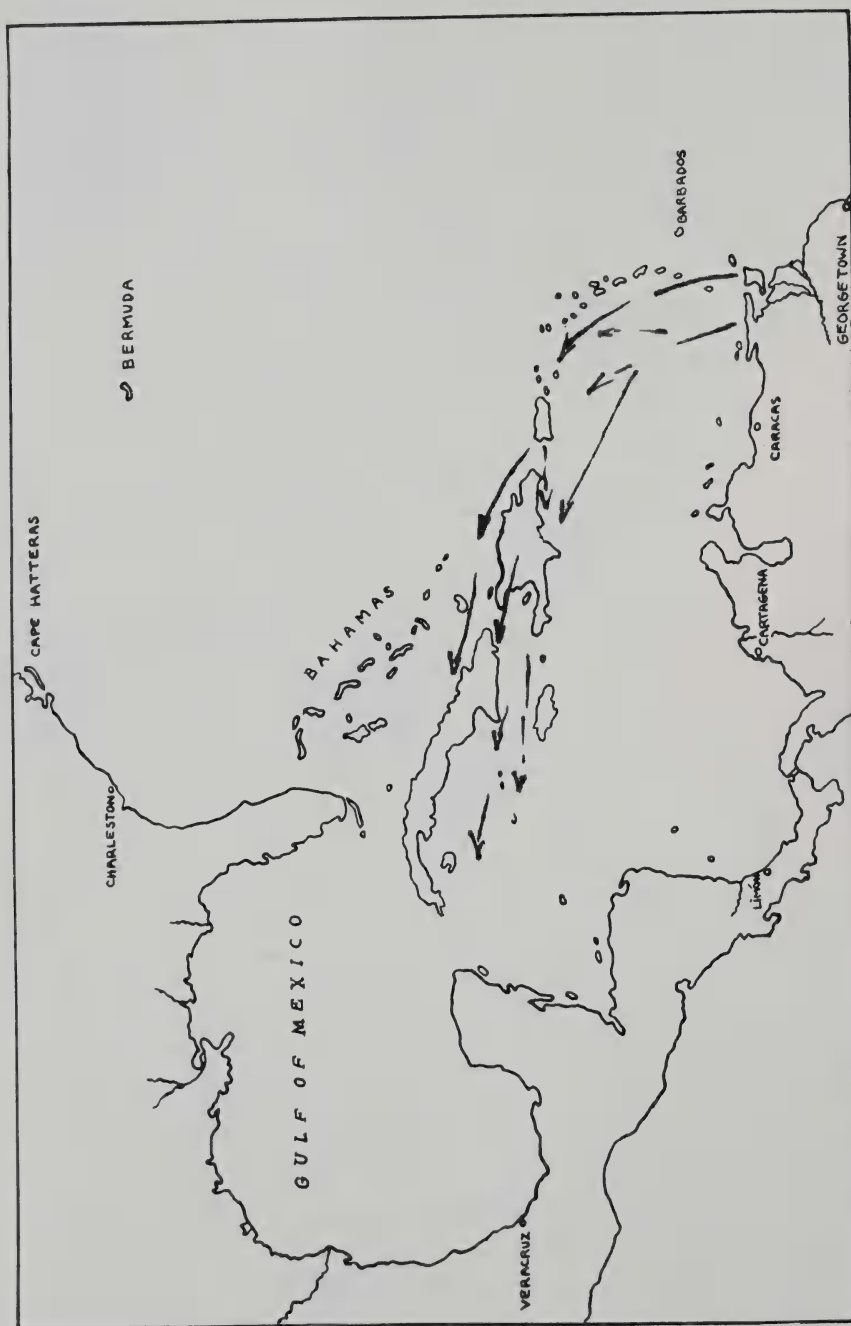 CAPE HATTERAS
BERMUDA
CHARLESTON
BAHAMAS
GULF OF MEXICO
BARBADOS
VERACRUZ
LIMÓN
CARTAGENA
CARACAS
GEORGETOWN